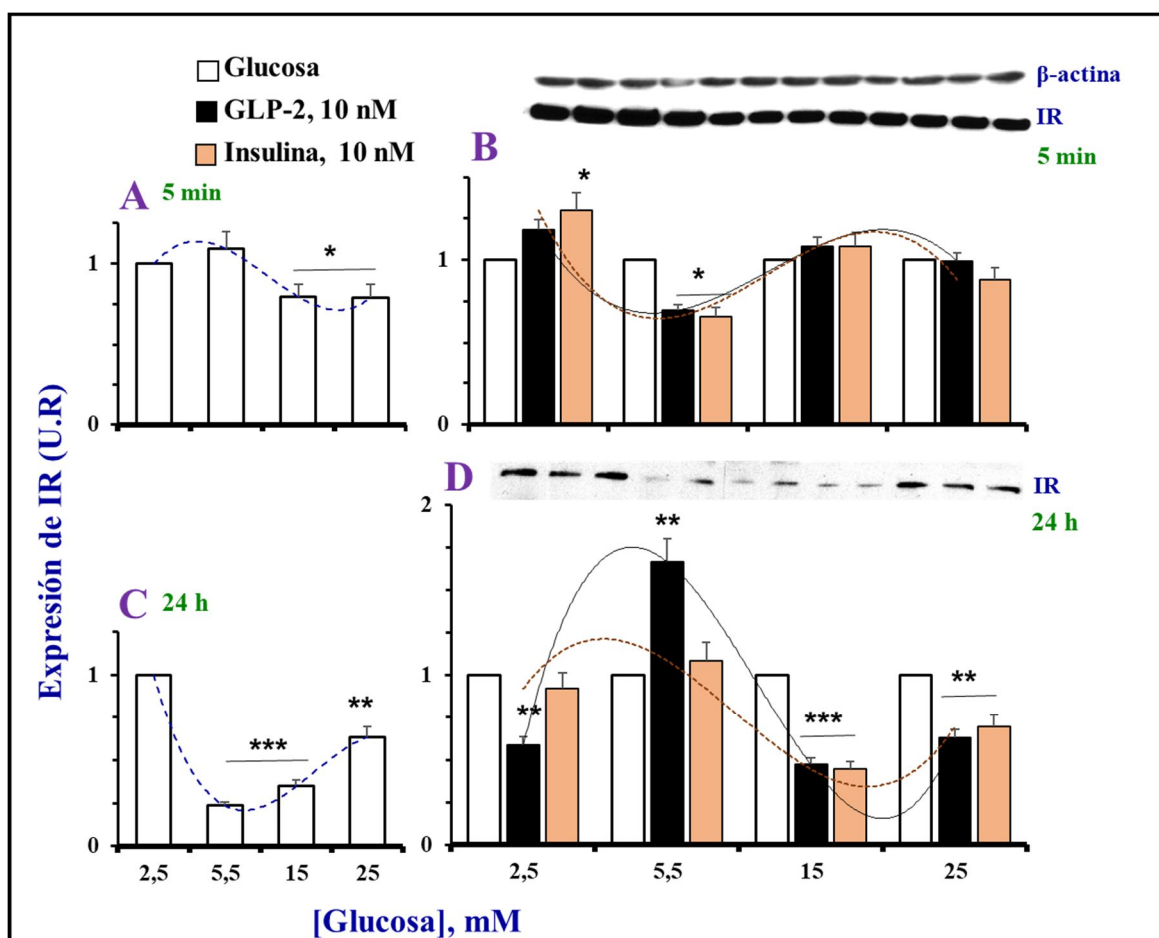 Glucosa
GLP-2, 10 nM
Insulina, 10 nM
β-actina
IR
5 min
A 5 min
B
*
*
*
1
0
1
0
Expresión de IR (U.R)
D
IR
24 h
C 24 h
2
1
0
**
**
***
**
1
0
***
**
2,5 5,5 15 25
2,5 5,5 15 25
[Glucosa], mM